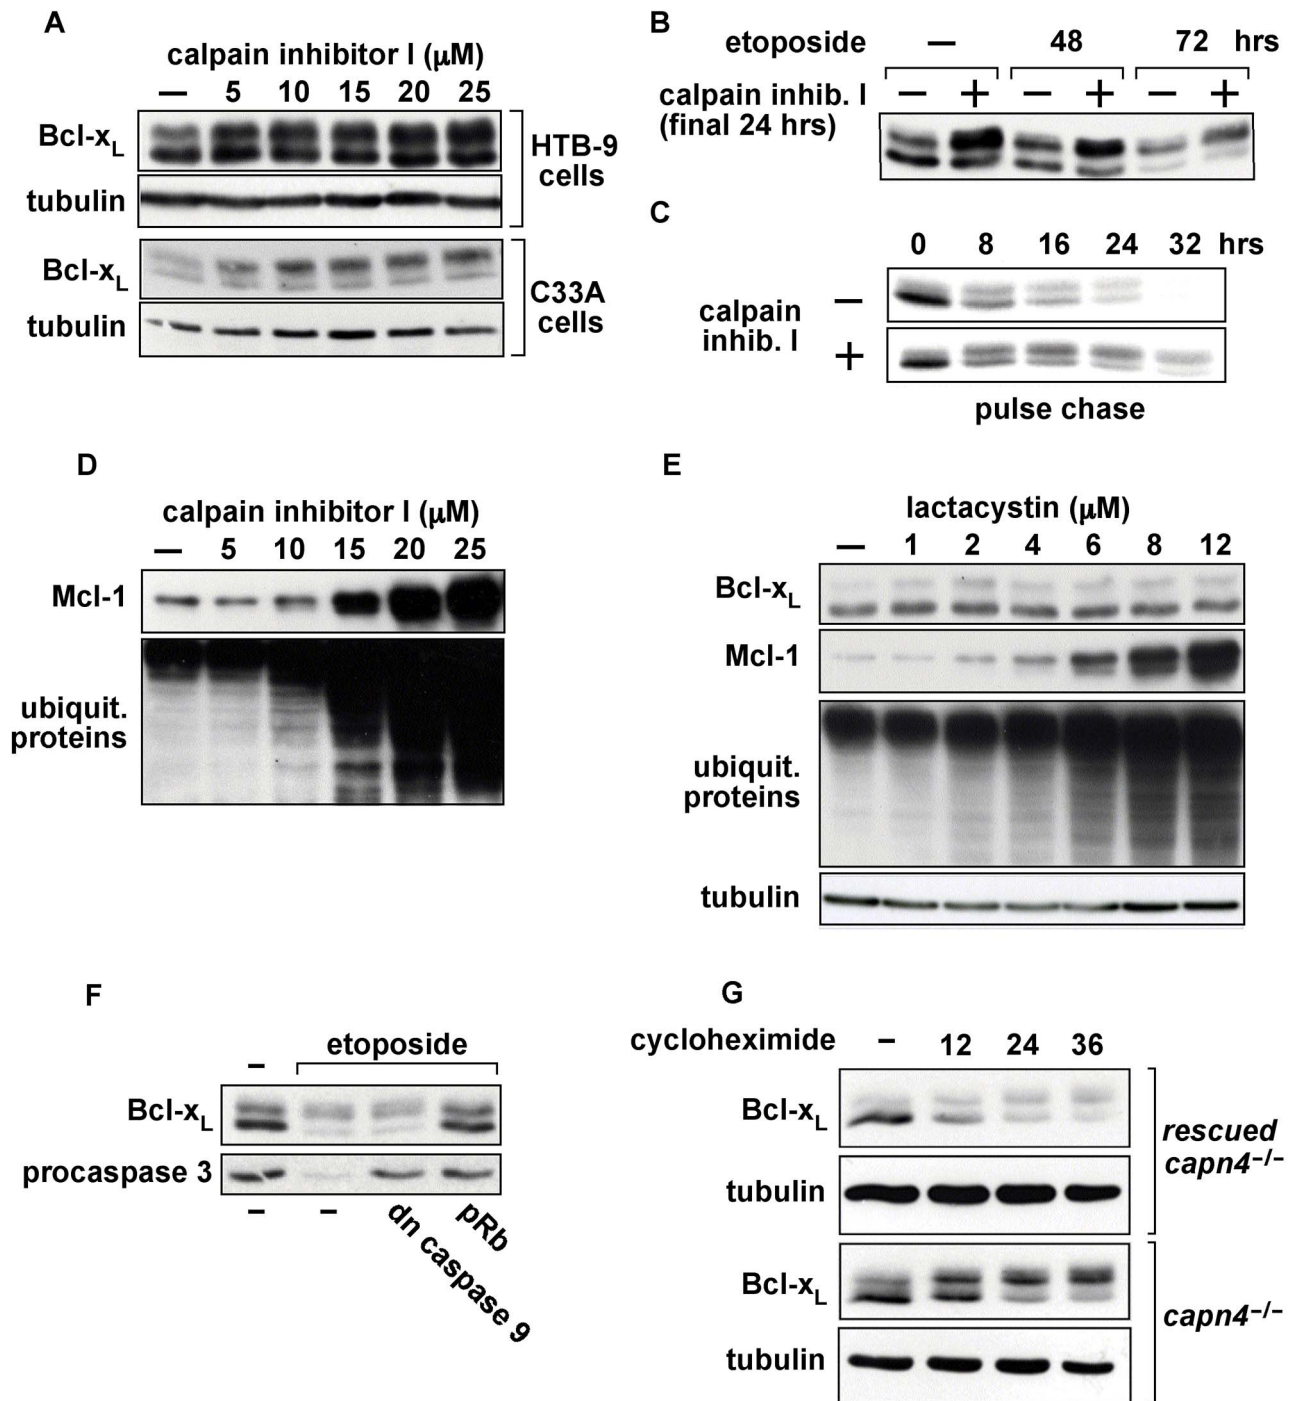 A
calpain inhibitor I (μM)
— 5 10 15 20 25
Bcl-xL
tubulin
HTB-9
cells
Bcl-xL
tubulin
C33A
cells
B
etoposide — 48 72 hrs
calpain inhib. I
(final 24 hrs)
— + — + — +
C
0 8 16 24 32 hrs
calpain
inhib. I
—
+
pulse chase
D
calpain inhibitor I (μM)
— 5 10 15 20 25
Mcl-1
ubiquit.
proteins
E
lactacystin (μM)
— 1 2 4 6 8 12
Bcl-xL
Mcl-1
ubiquit.
proteins
tubulin
F
– etoposide
Bcl-xL
procaspase 3
– – dn caspase 9 pRb
G
cycloheximide – 12 24 36
Bcl-xL
tubulin
rescued
capn4−/−
Bcl-xL
tubulin
capn4−/−